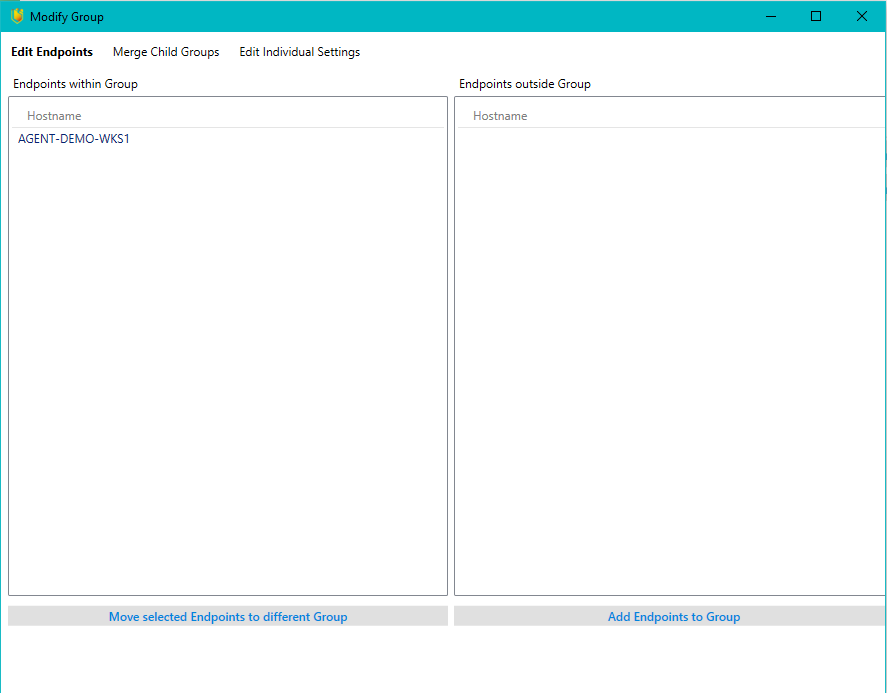 Modify Group
Edit Endpoints Merge Child Groups Edit Individual Settings
Endpoints within Group Endpoints outside Group
Hostname Hostname
AGENT-DEMO-WKS1
Move selected Endpoints to different Group Add Endpoints to Group